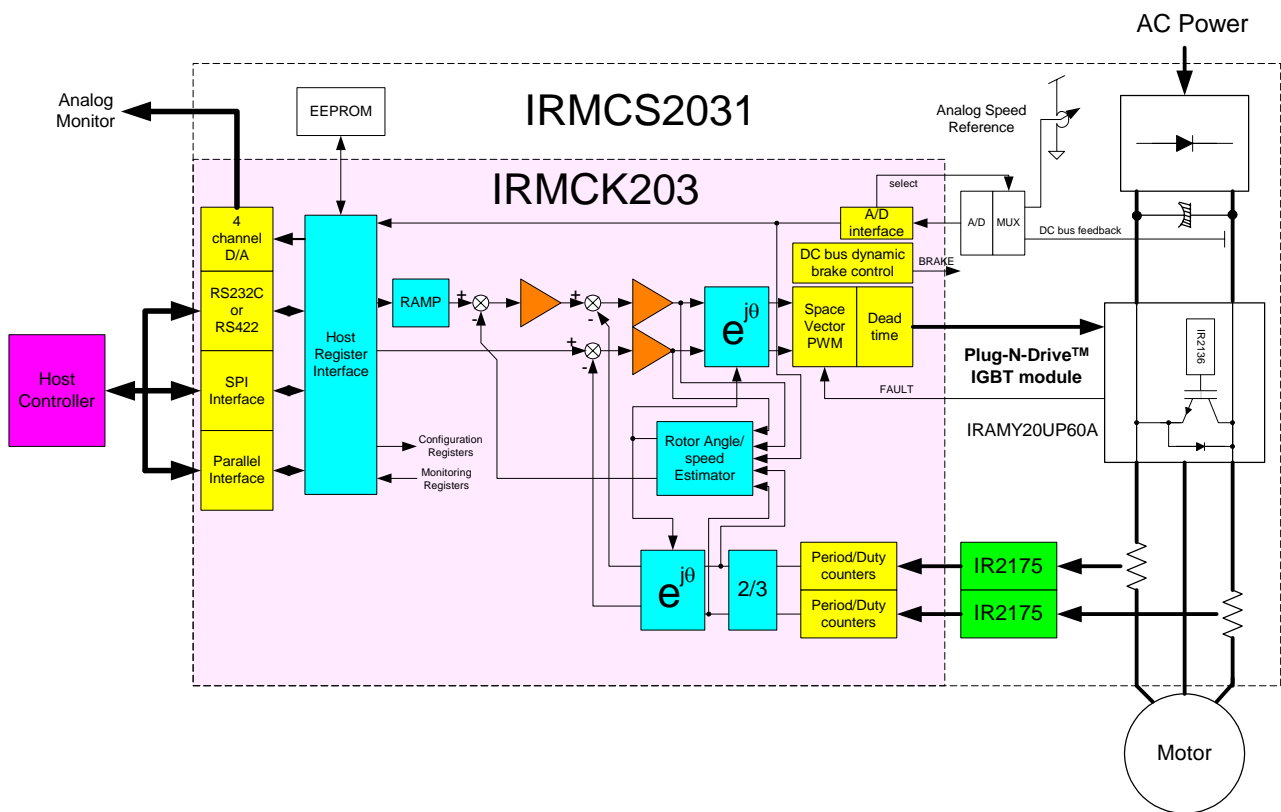 AC Power
Analog
Monitor
EEPROM
IRMCS2031
Analog Speed
Reference
IRMCK203
select
4
channel
D/A
A/D
interface
A/D
MUX
DC bus feedback
RS232C
or
RS422
DC bus dynamic
brake control
BRAKE
RAMP
+
-
+
-
+
-
e
jθ
Space
Vector
PWM
Dead
time
Host
Register
Interface
Plug-N-Drive™
IGBT module
IR2136
Host
Controller
SPI
Interface
FAULT
IRAMY20UP60A
Parallel
Interface
Configuration
Registers
Monitoring
Registers
Rotor Angle/
speed
Estimator
e
jθ
2/3
Period/Duty
counters
IR2175
Period/Duty
counters
IR2175
Motor